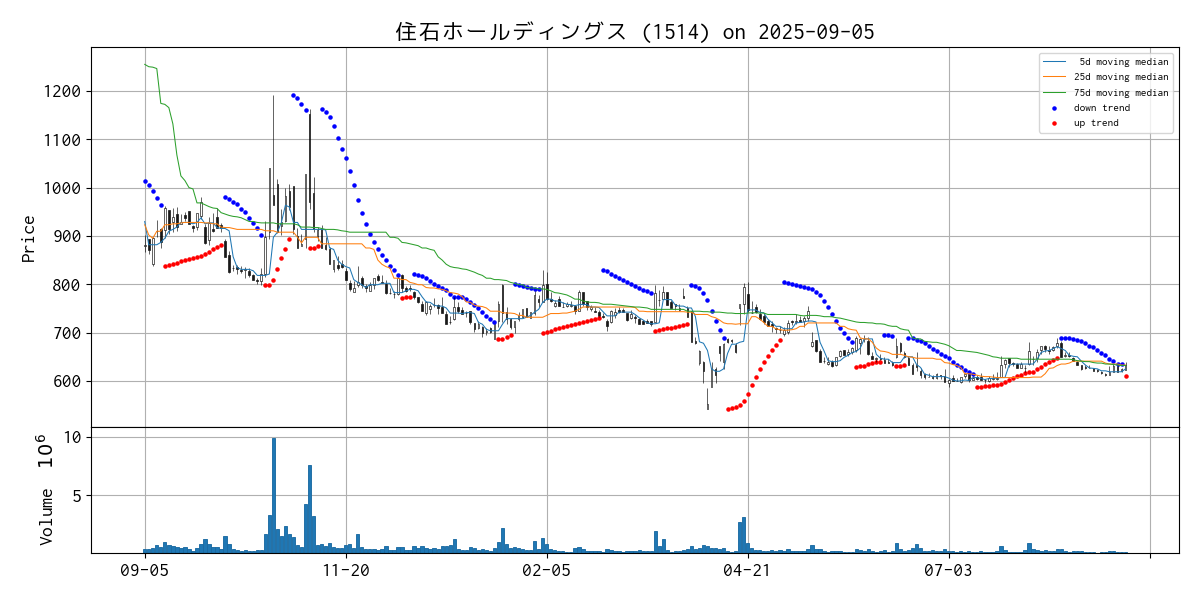 住石ホールディングス (1514) on 2025-09-05
5d moving median
25d moving median
75d moving median
down trend
up trend
Price
1200
1100
1000
900
800
700
600
Volume 10^6
10
5
09-05 11-20 02-05 04-21 07-03